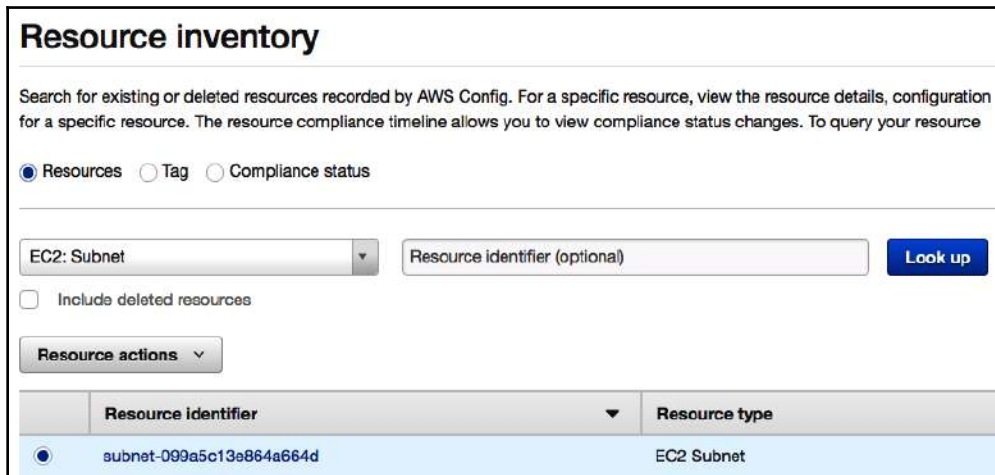 Resource inventory
Search for existing or deleted resources recorded by AWS Config. For a specific resource, view the resource details, configuration
for a specific resource. The resource compliance timeline allows you to view compliance status changes. To query your resource
Resources Tag Compliance status
EC2: Subnet Resource identifier (optional) Look up
Include deleted resources
Resource actions
Resource identifier Resource type
subnet-099a5c13e864a664d EC2 Subnet